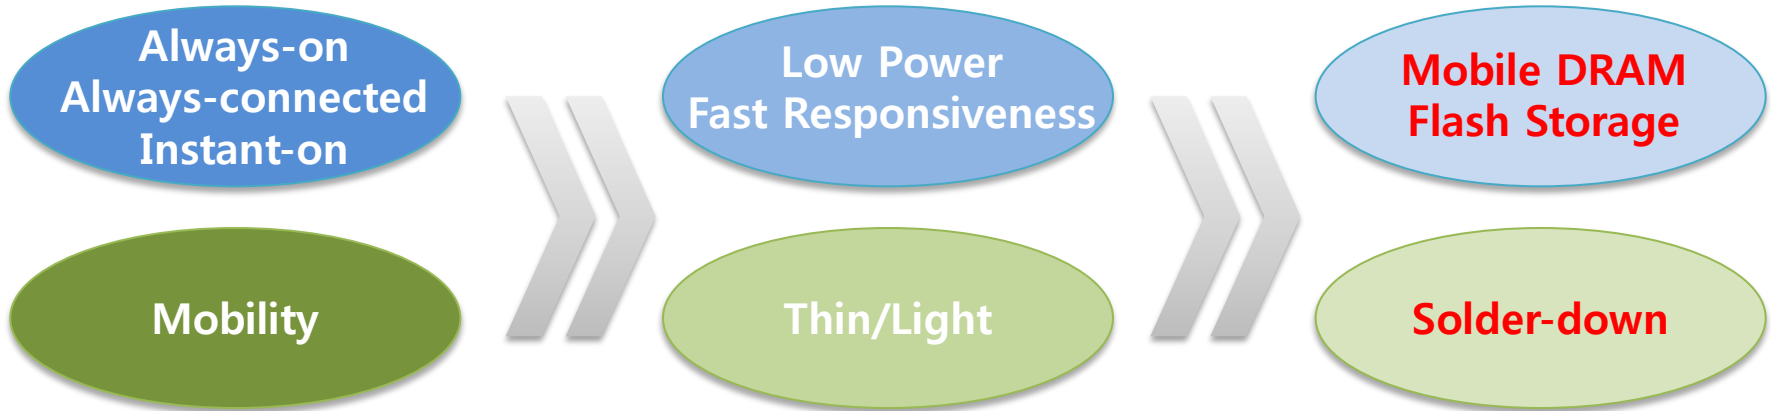 Always-on
Always-connected
Instant-on
Low Power
Fast Responsiveness
Mobile DRAM
Flash Storage
Mobility
Thin/Light
Solder-down